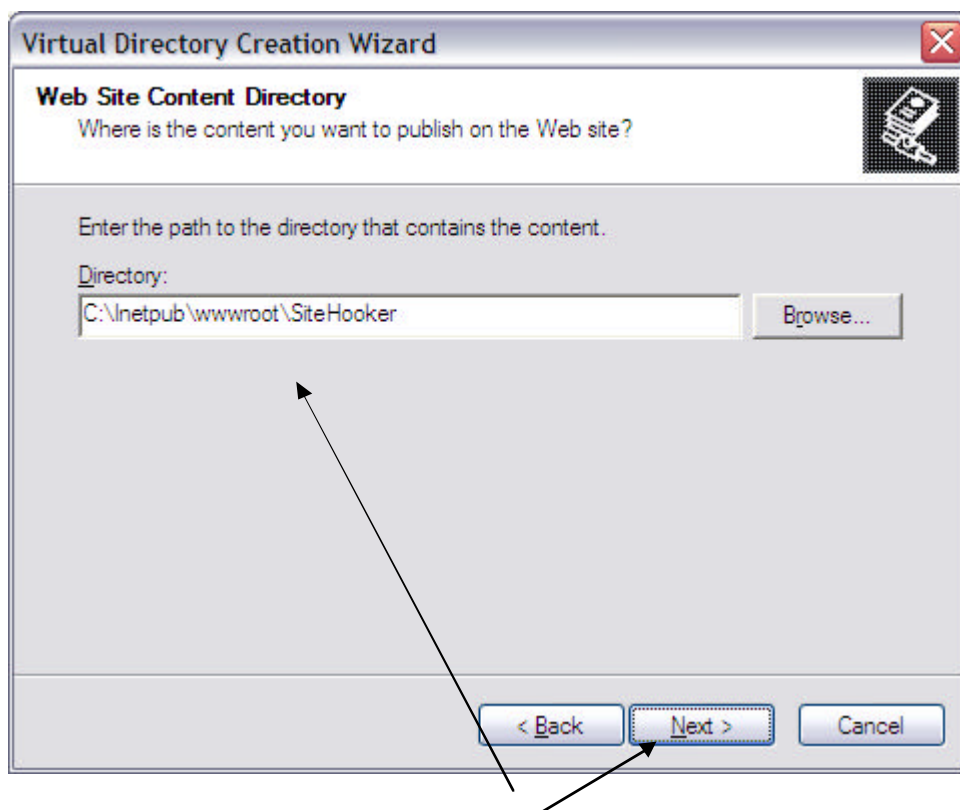 Virtual Directory Creation Wizard
Web Site Content Directory
Where is the content you want to publish on the Web site?
Enter the path to the directory that contains the content.
Directory:
C:\Inetpub\wwwroot\SiteHooker
Browse...
< Back
Next >
Cancel